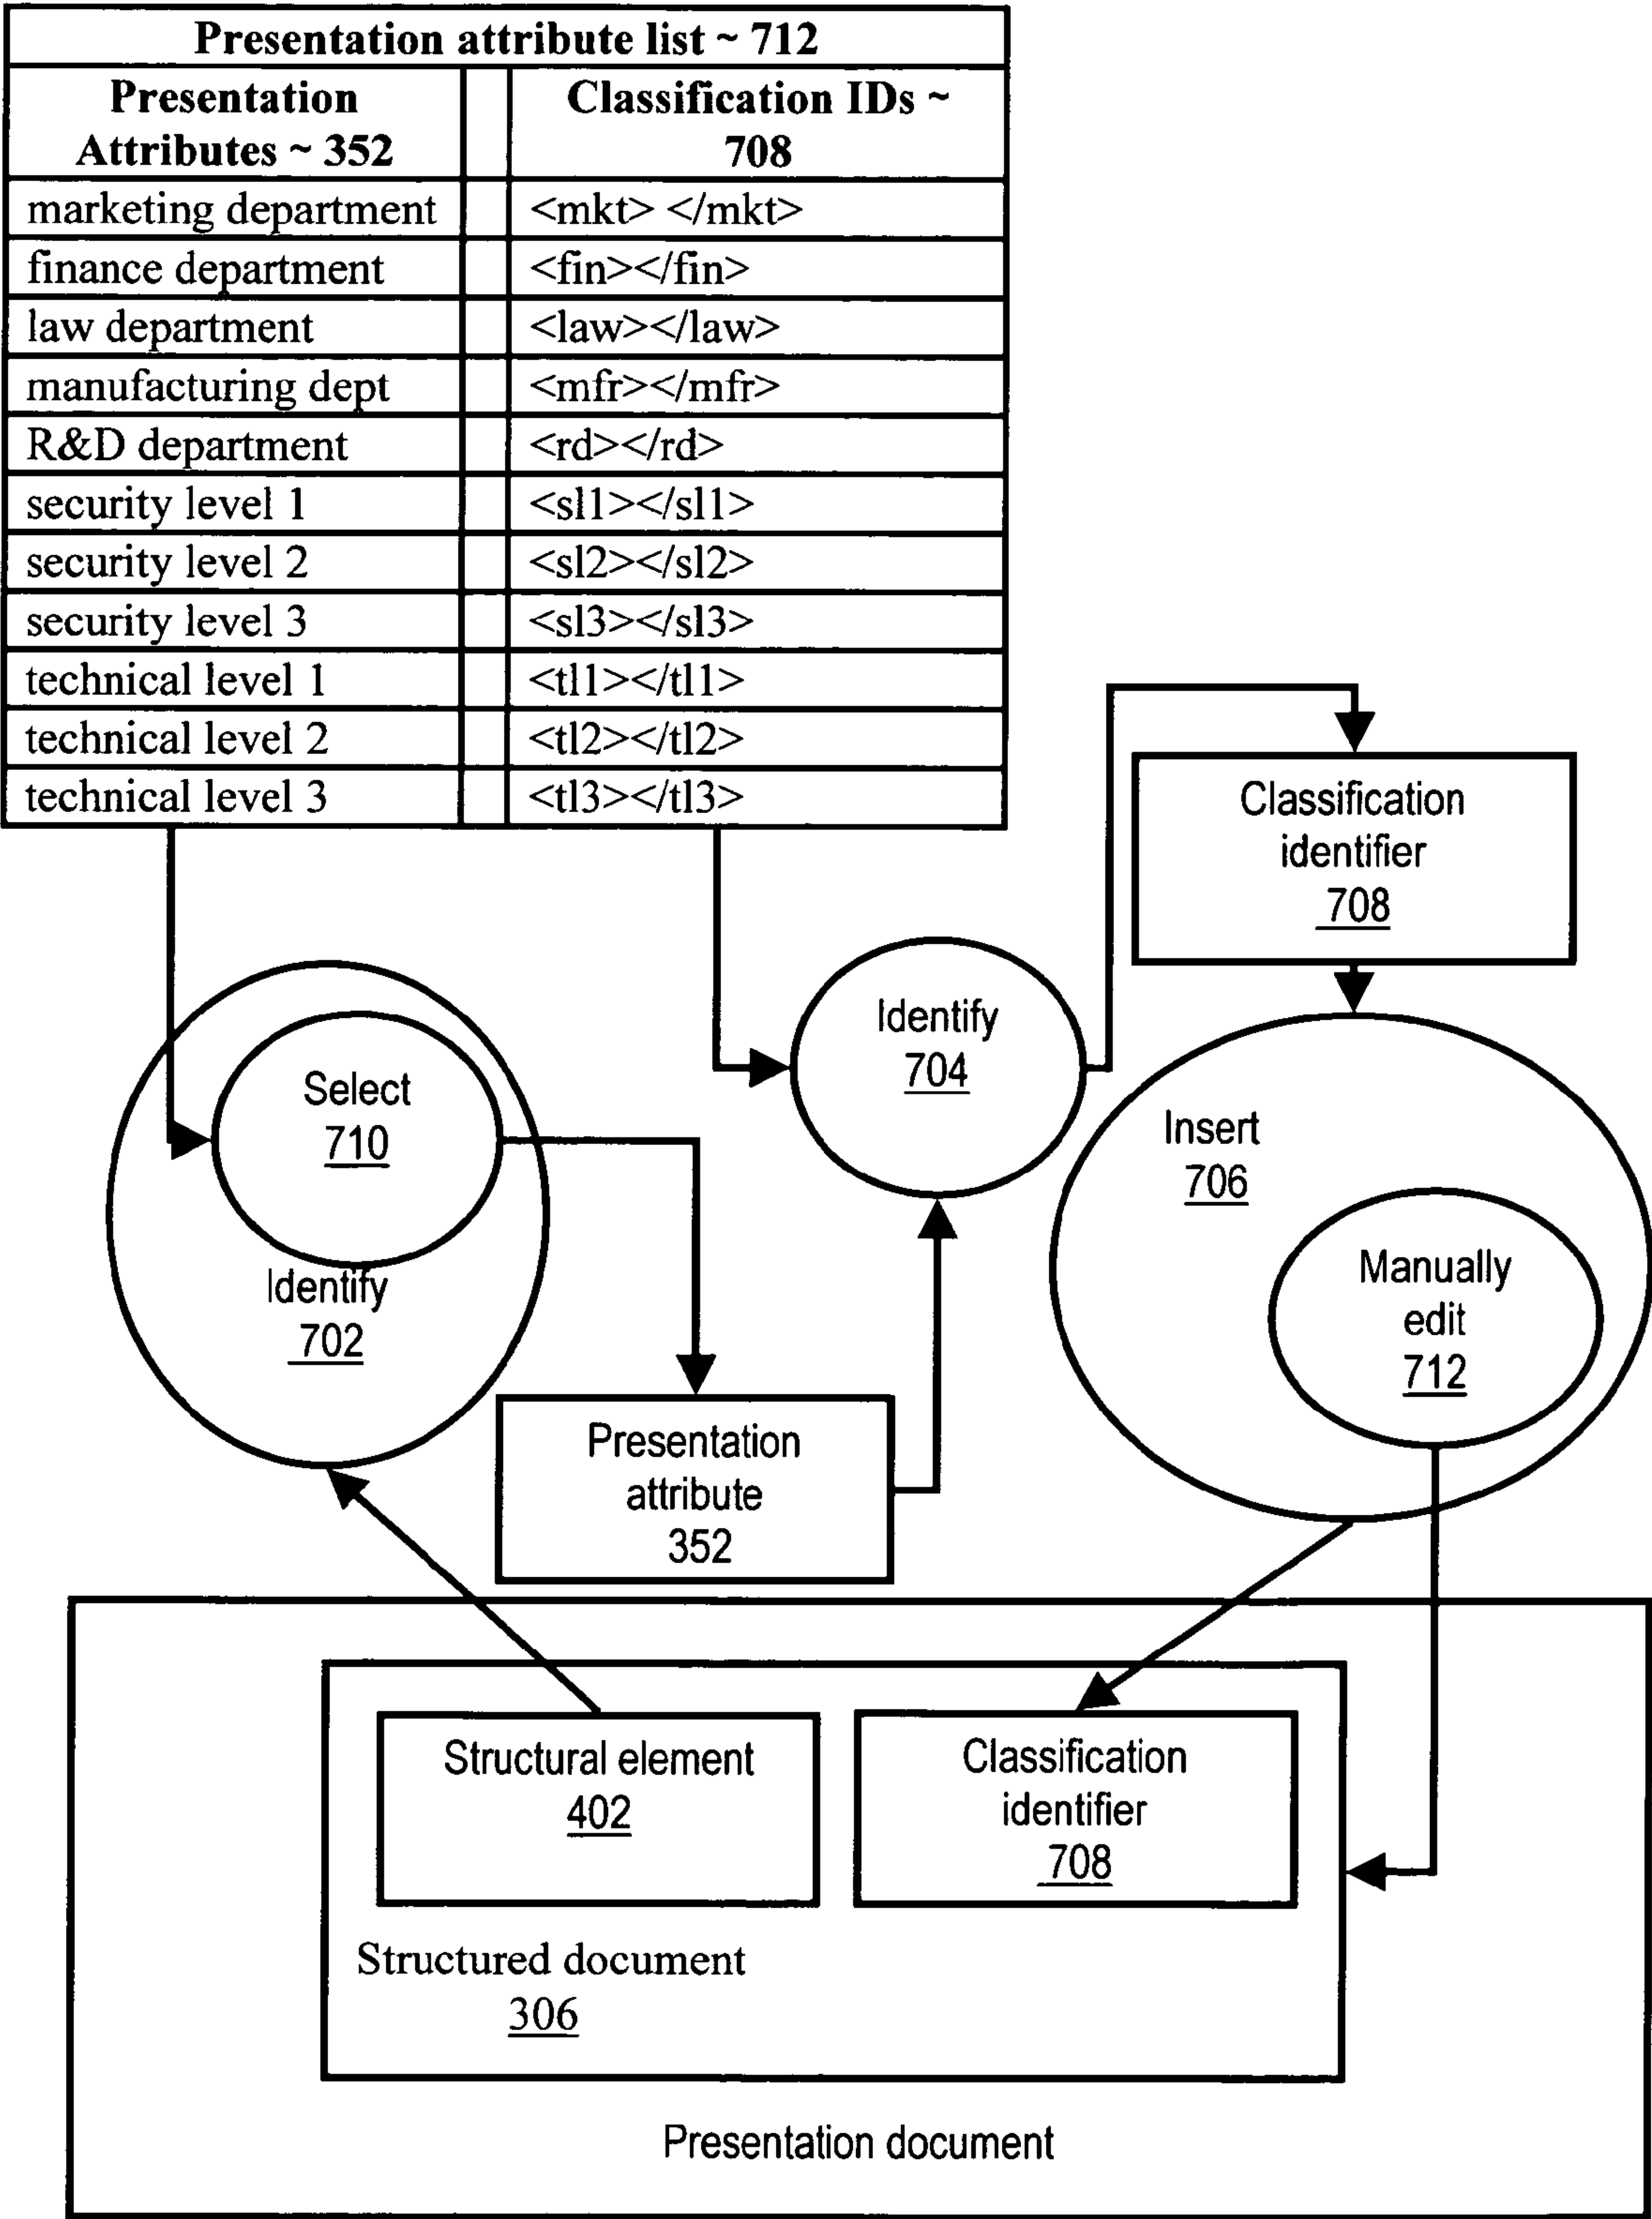 Presentation attribute list ~ 712
Presentation Attributes ~ 352
Classification IDs ~ 708
marketing department <mkt> </mkt>
finance department <fin></fin>
law department <law></law>
manufacturing dept <mfr></mfr>
R&D department <rd></rd>
security level 1 <sl1></sl1>
security level 2 <sl2></sl2>
security level 3 <sl3></sl3>
technical level 1 <tl1></tl1>
technical level 2 <tl2></tl2>
technical level 3 <tl3></tl3>
Classification
identifier
708
Identify
704
Select
710
Identify
702
Insert
706
Manually
edit
712
Presentation
attribute
352
Structural element
402
Classification
identifier
708
Structured document
306
Presentation document